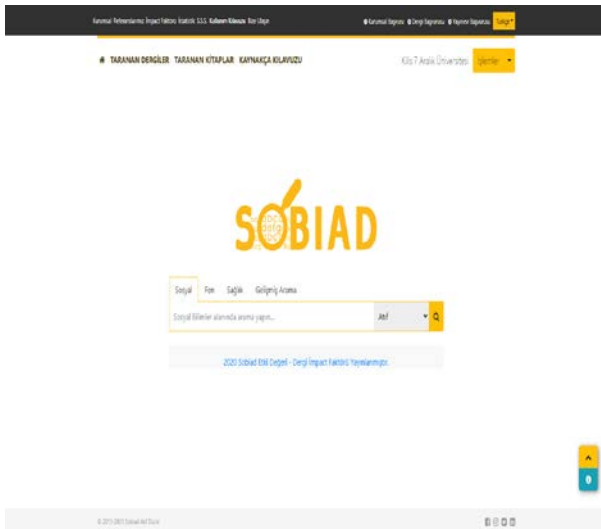 Kurumsal Referanslarımız İmpact Faktörü İstatistik S.S.S. Kullanım Kılavuzu Bize Ulaşın
Kurumsal Başvuru Dergi Başvurusu Yayınevi Başvurusu Türkçe
TARANAN DERGİLER TARANAN KİTAPLAR KAYNAKÇA KILAVUZU
Kilis 7 Aralık Üniversitesi İşlemler
SOBIAD
Sosyal Fen Sağlık Gelişmiş Arama
Sosyal Bilimler alanında arama yapın... Atıf
2020 Sobiad Etki Değeri - Dergi İmpact Faktörü Yayınlanmıştır.